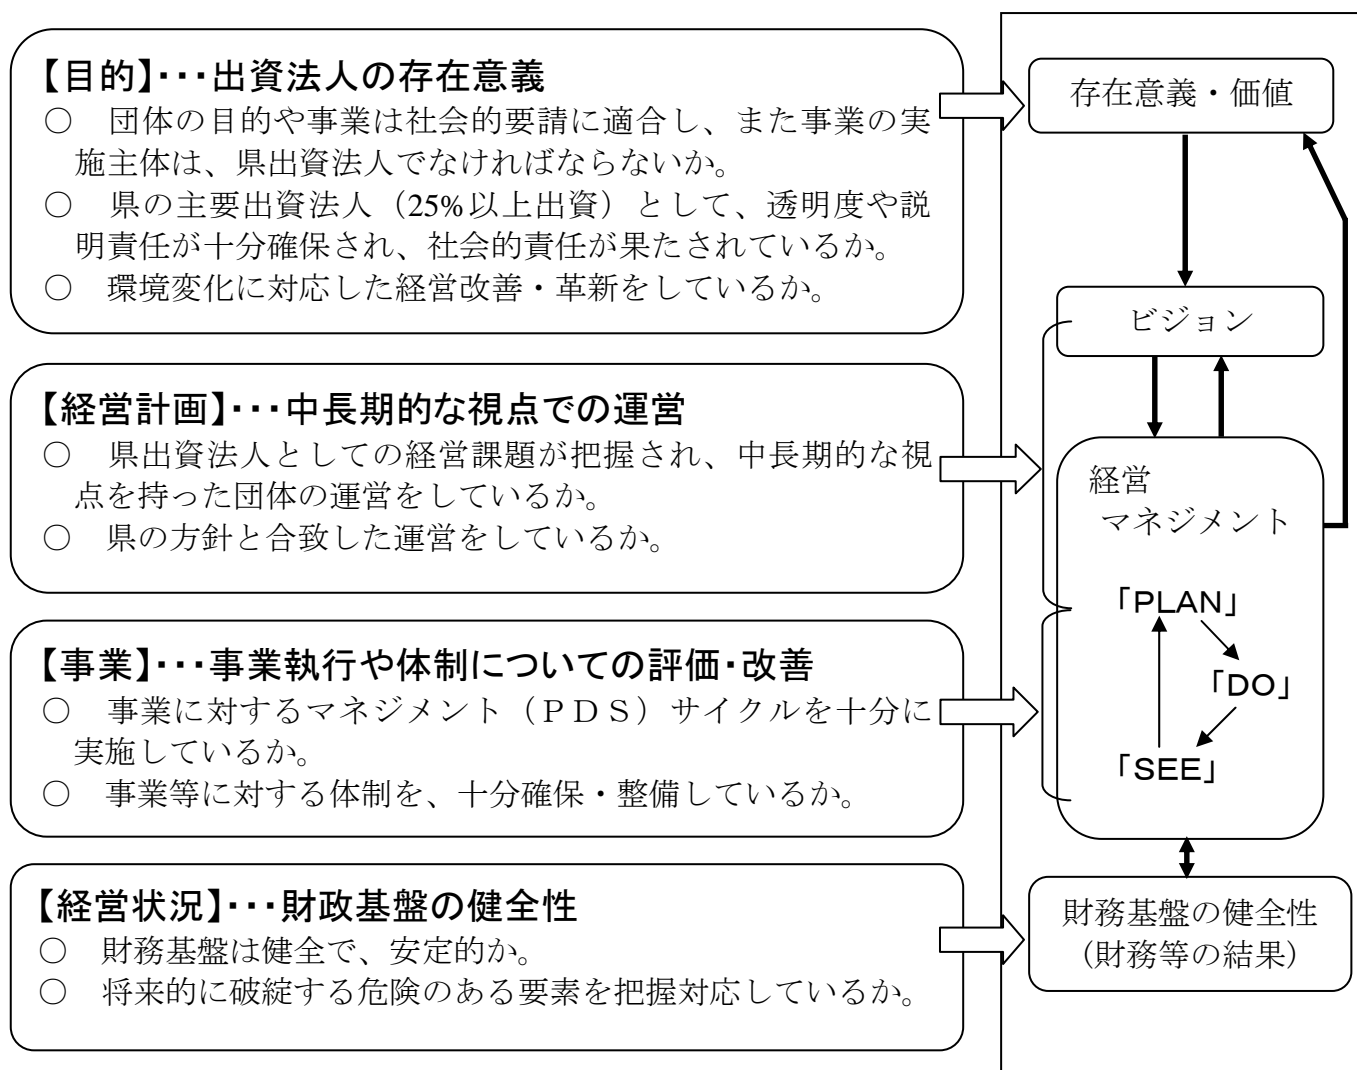 【目的】・・・出資法人の存在意義
○　団体の目的や事業は社会的要請に適合し、また事業の実
施主体は、県出資法人でなければならないか。
○　県の主要出資法人（25%以上出資）として、透明度や説
明責任が十分確保され、社会的責任が果たされているか。
○　環境変化に対応した経営改善・革新をしているか。
【経営計画】・・・中長期的な視点での運営
○　県出資法人としての経営課題が把握され、中長期的な視
点を持った団体の運営をしているか。
○　県の方針と合致した運営をしているか。
【事業】・・・事業執行や体制についての評価・改善
○　事業に対するマネジメント（ＰＤＳ）サイクルを十分に
実施しているか。
○　事業等に対する体制を、十分確保・整備しているか。
【経営状況】・・・財政基盤の健全性
○　財務基盤は健全で、安定的か。
○　将来的に破綻する危険のある要素を把握対応しているか。
存在意義・価値
ビジョン
経営
マネジメント
「PLAN」
「DO」
「SEE」
財務基盤の健全性
（財務等の結果）